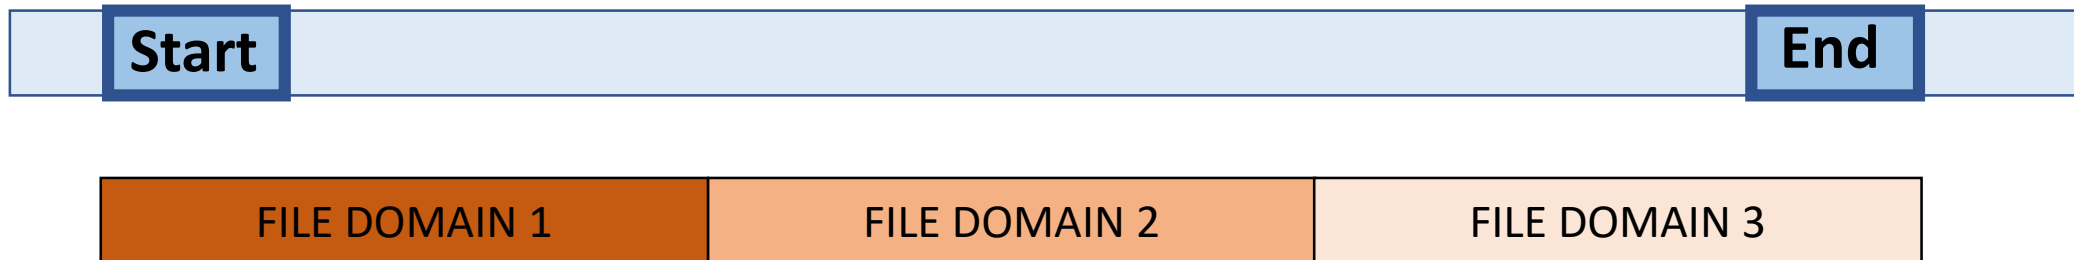 Start End
FILE DOMAIN 1 FILE DOMAIN 2 FILE DOMAIN 3